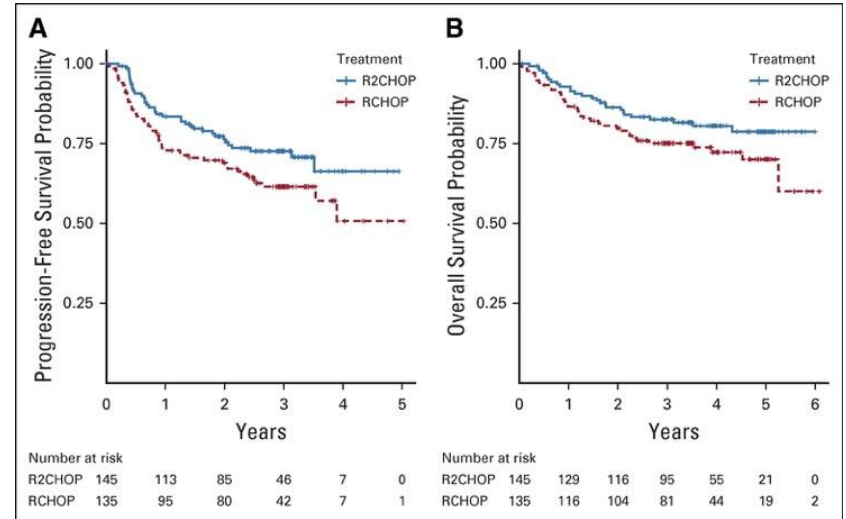 A
Progression-Free Survival Probability
1.00
0.75
0.50
0.25
Treatment
R2CHOP
RCHOP
0 1 2 3 4 5
Years
Number at risk
R2CHOP 145 113 85 46 7 0
RCHOP 135 95 80 42 7 1
B
Overall Survival Probability
1.00
0.75
0.50
0.25
Treatment
R2CHOP
RCHOP
0 1 2 3 4 5 6
Years
Number at risk
R2CHOP 145 129 116 95 55 21 0
RCHOP 135 116 104 81 44 19 2